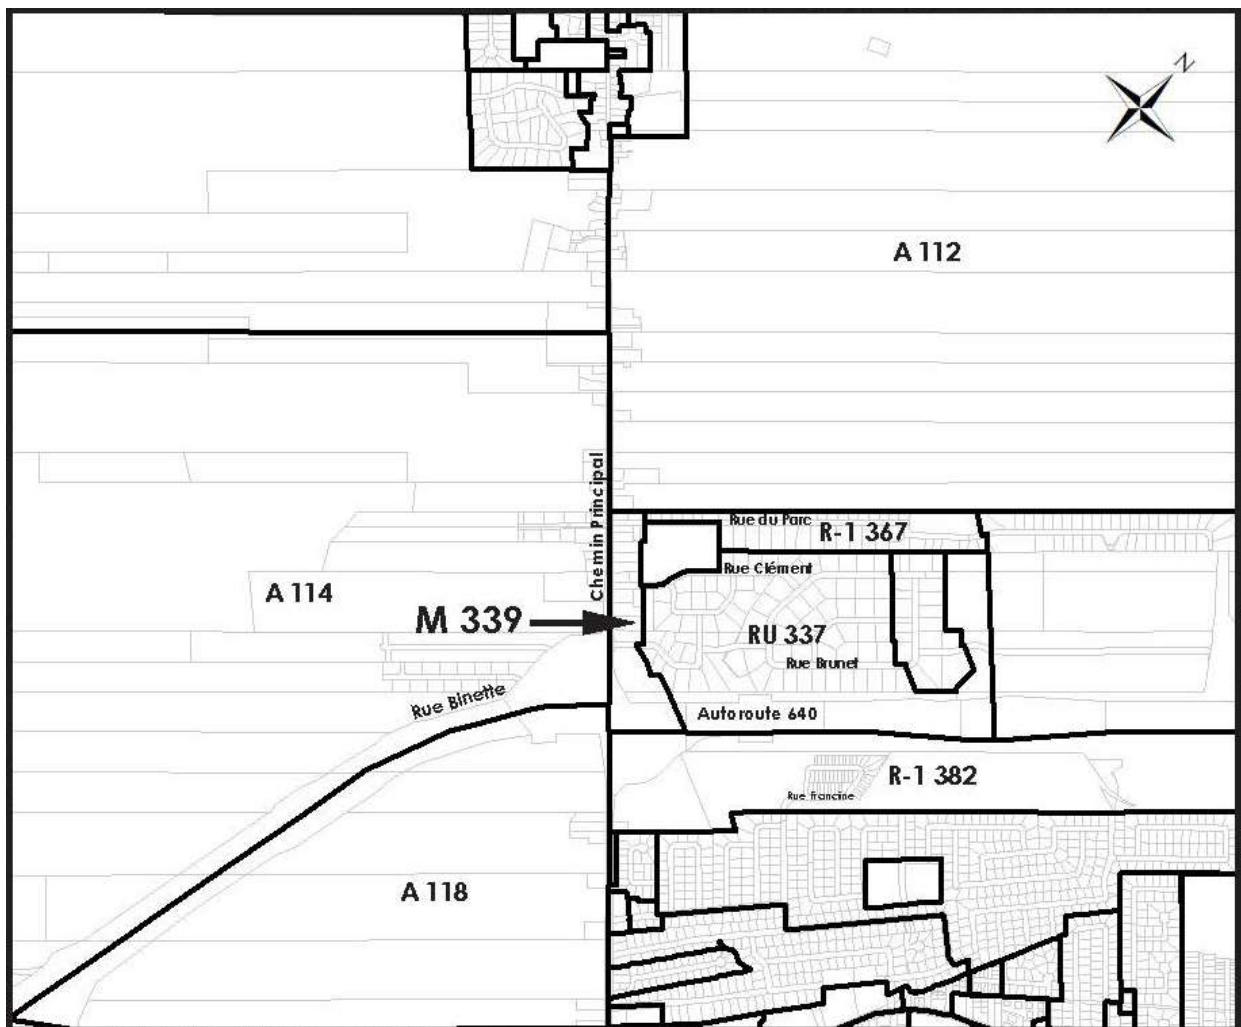 N
A 112
Chemin Principal
Rue du Parc
R-1 367
Rue Clément
A 114
M 339
RU 337
Rue Brunet
Rue Binette
Autoroute 640
R-1 382
Rue Francine
A 118